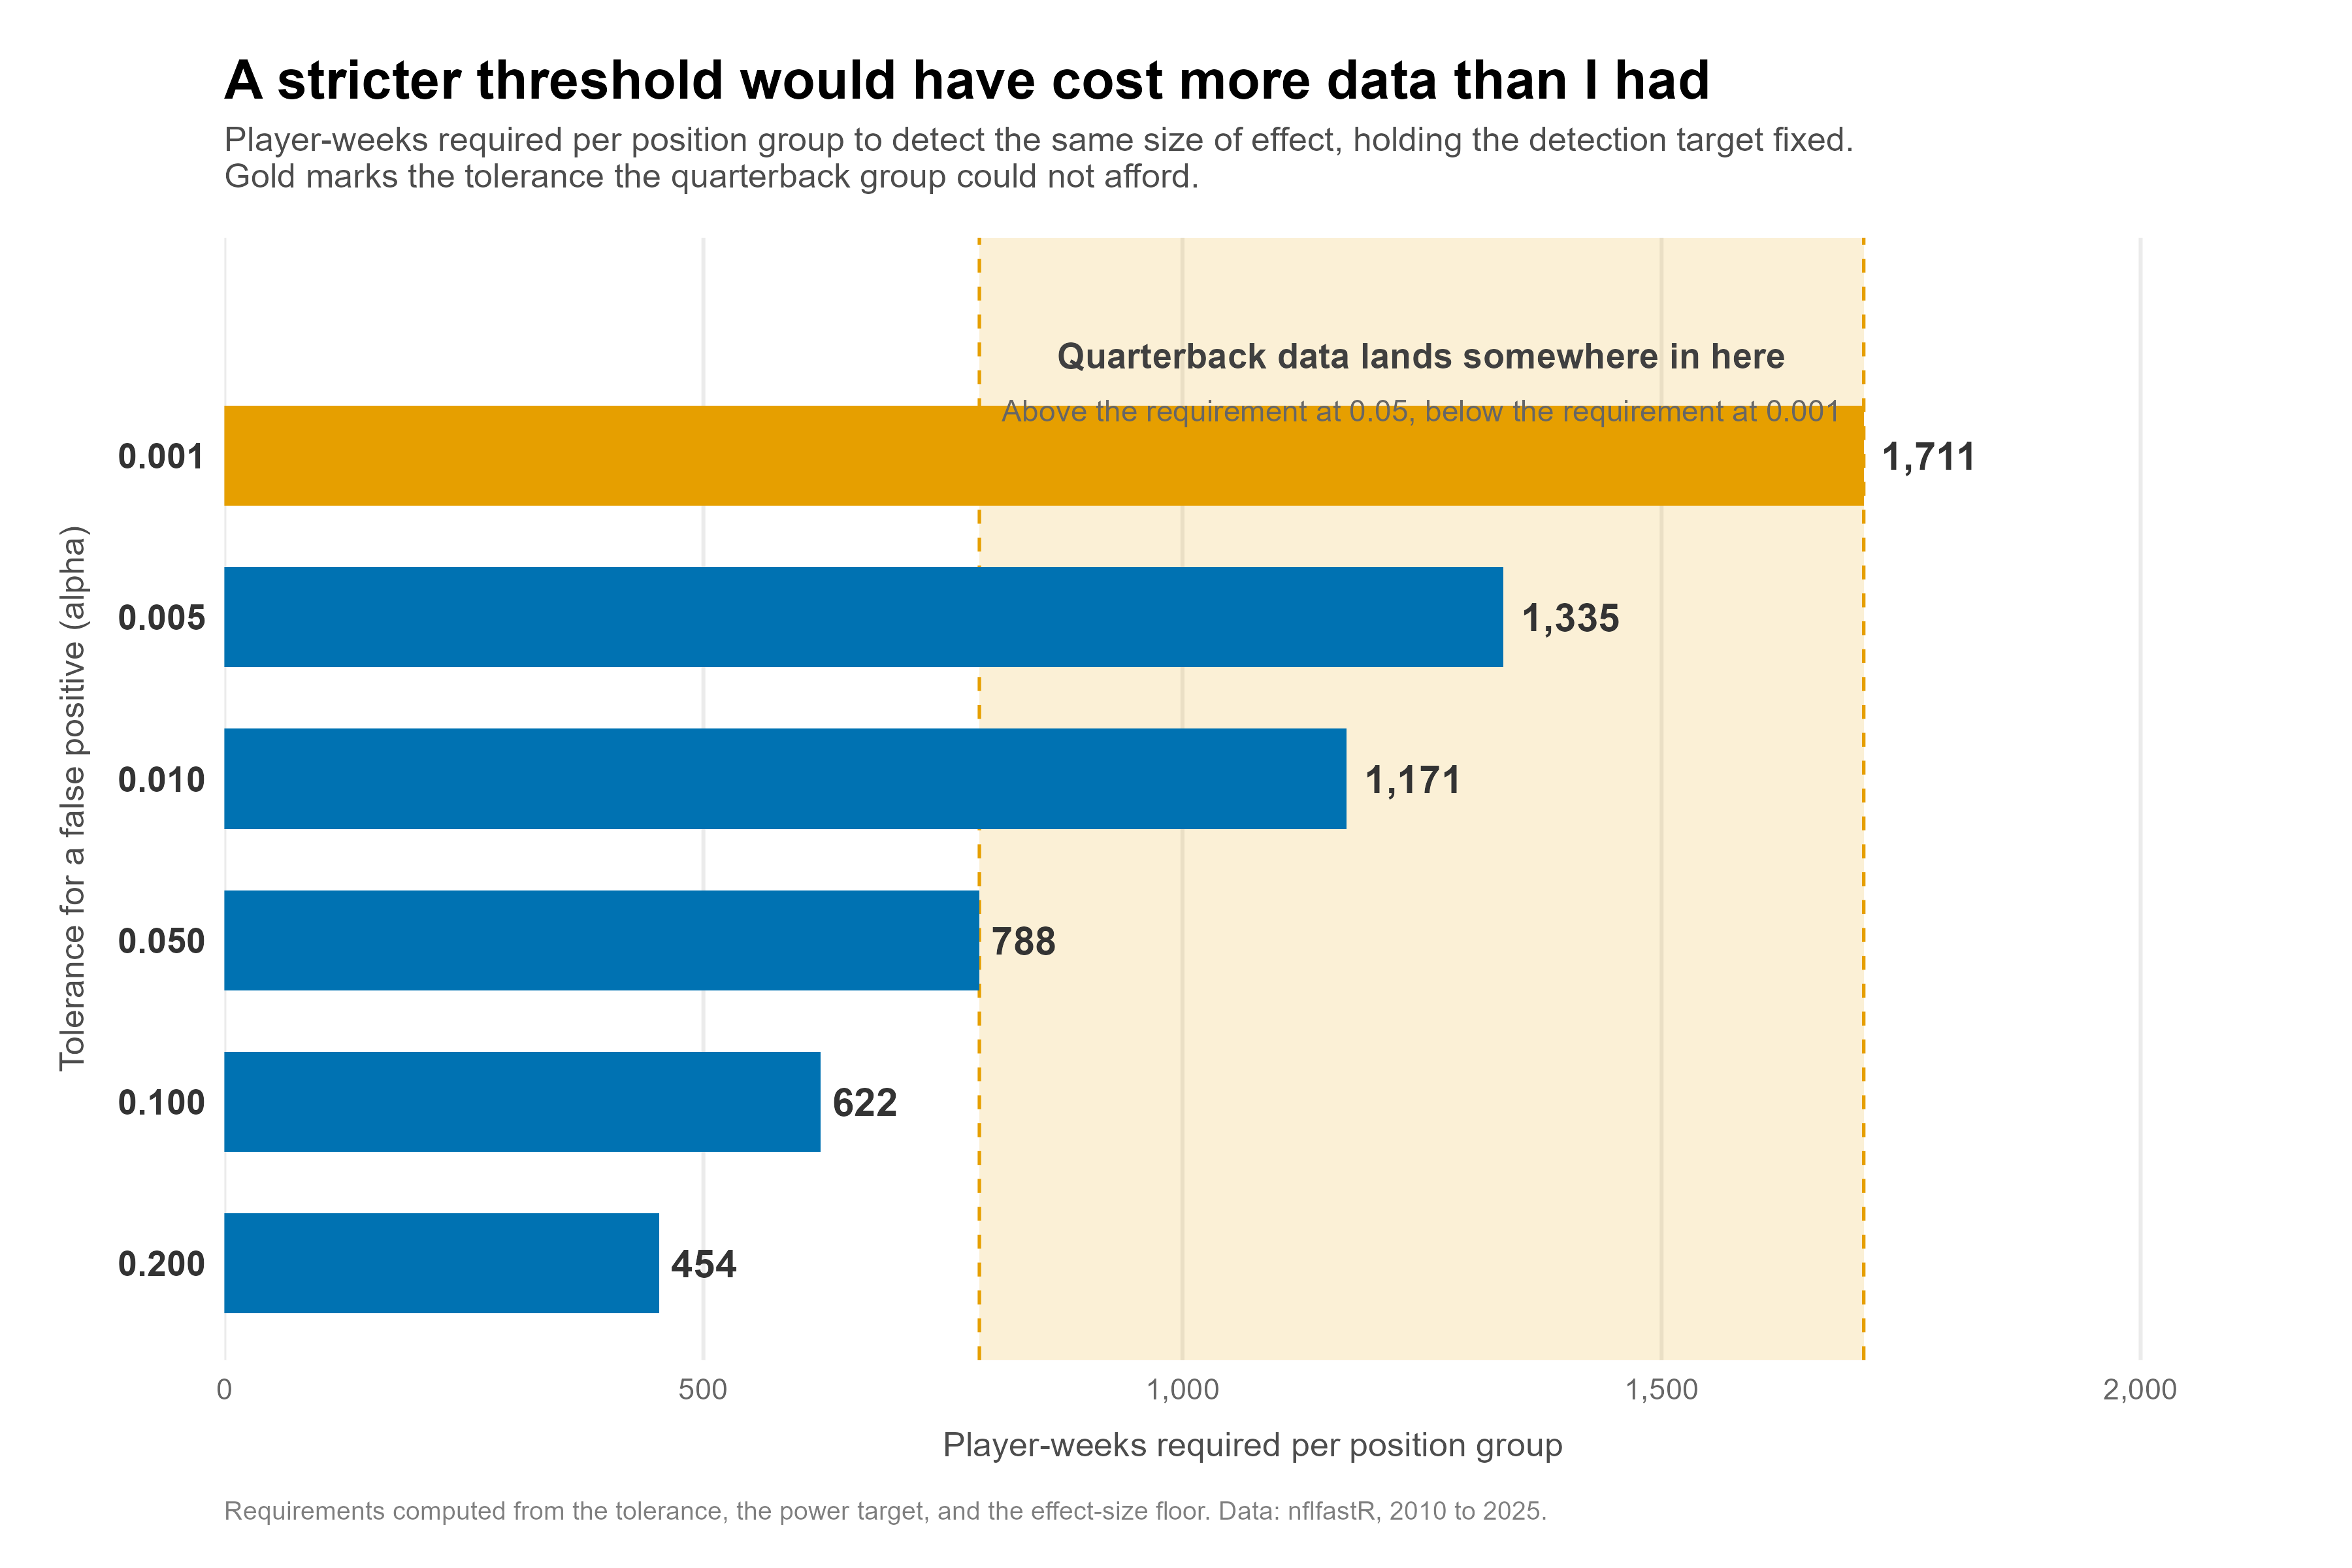 A stricter threshold would have cost more data than I had
Player-weeks required per position group to detect the same size of effect, holding the detection target fixed.
Gold marks the tolerance the quarterback group could not afford.
Quarterback data lands somewhere in here
Above the requirement at 0.05, below the requirement at 0.001
Tolerance for a false positive (alpha)
0.001
1,711
0.005
1,335
0.010
1,171
0.050
788
0.100
622
0.200
454
0
500
1,000
1,500
2,000
Player-weeks required per position group
Requirements computed from the tolerance, the power target, and the effect-size floor. Data: nflfastR, 2010 to 2025.